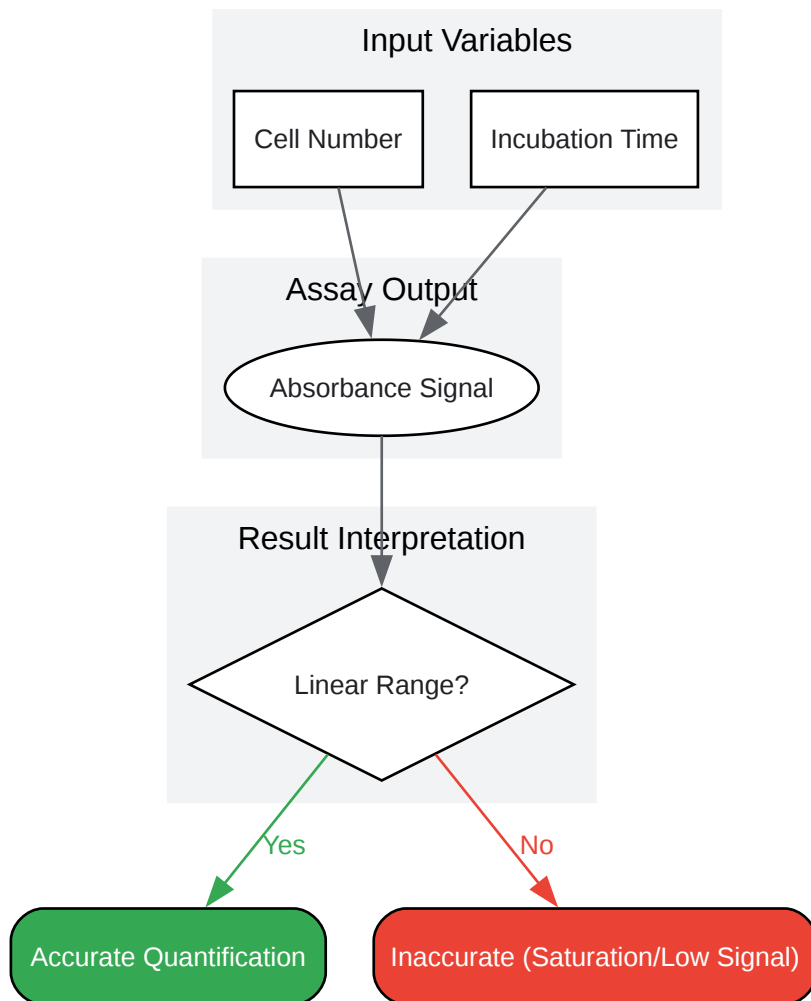 Input Variables
Cell Number
Incubation Time
Assay Output
Absorbance Signal
Result Interpretation
Linear Range?
Yes
No
Accurate Quantification
Inaccurate (Saturation/Low Signal)